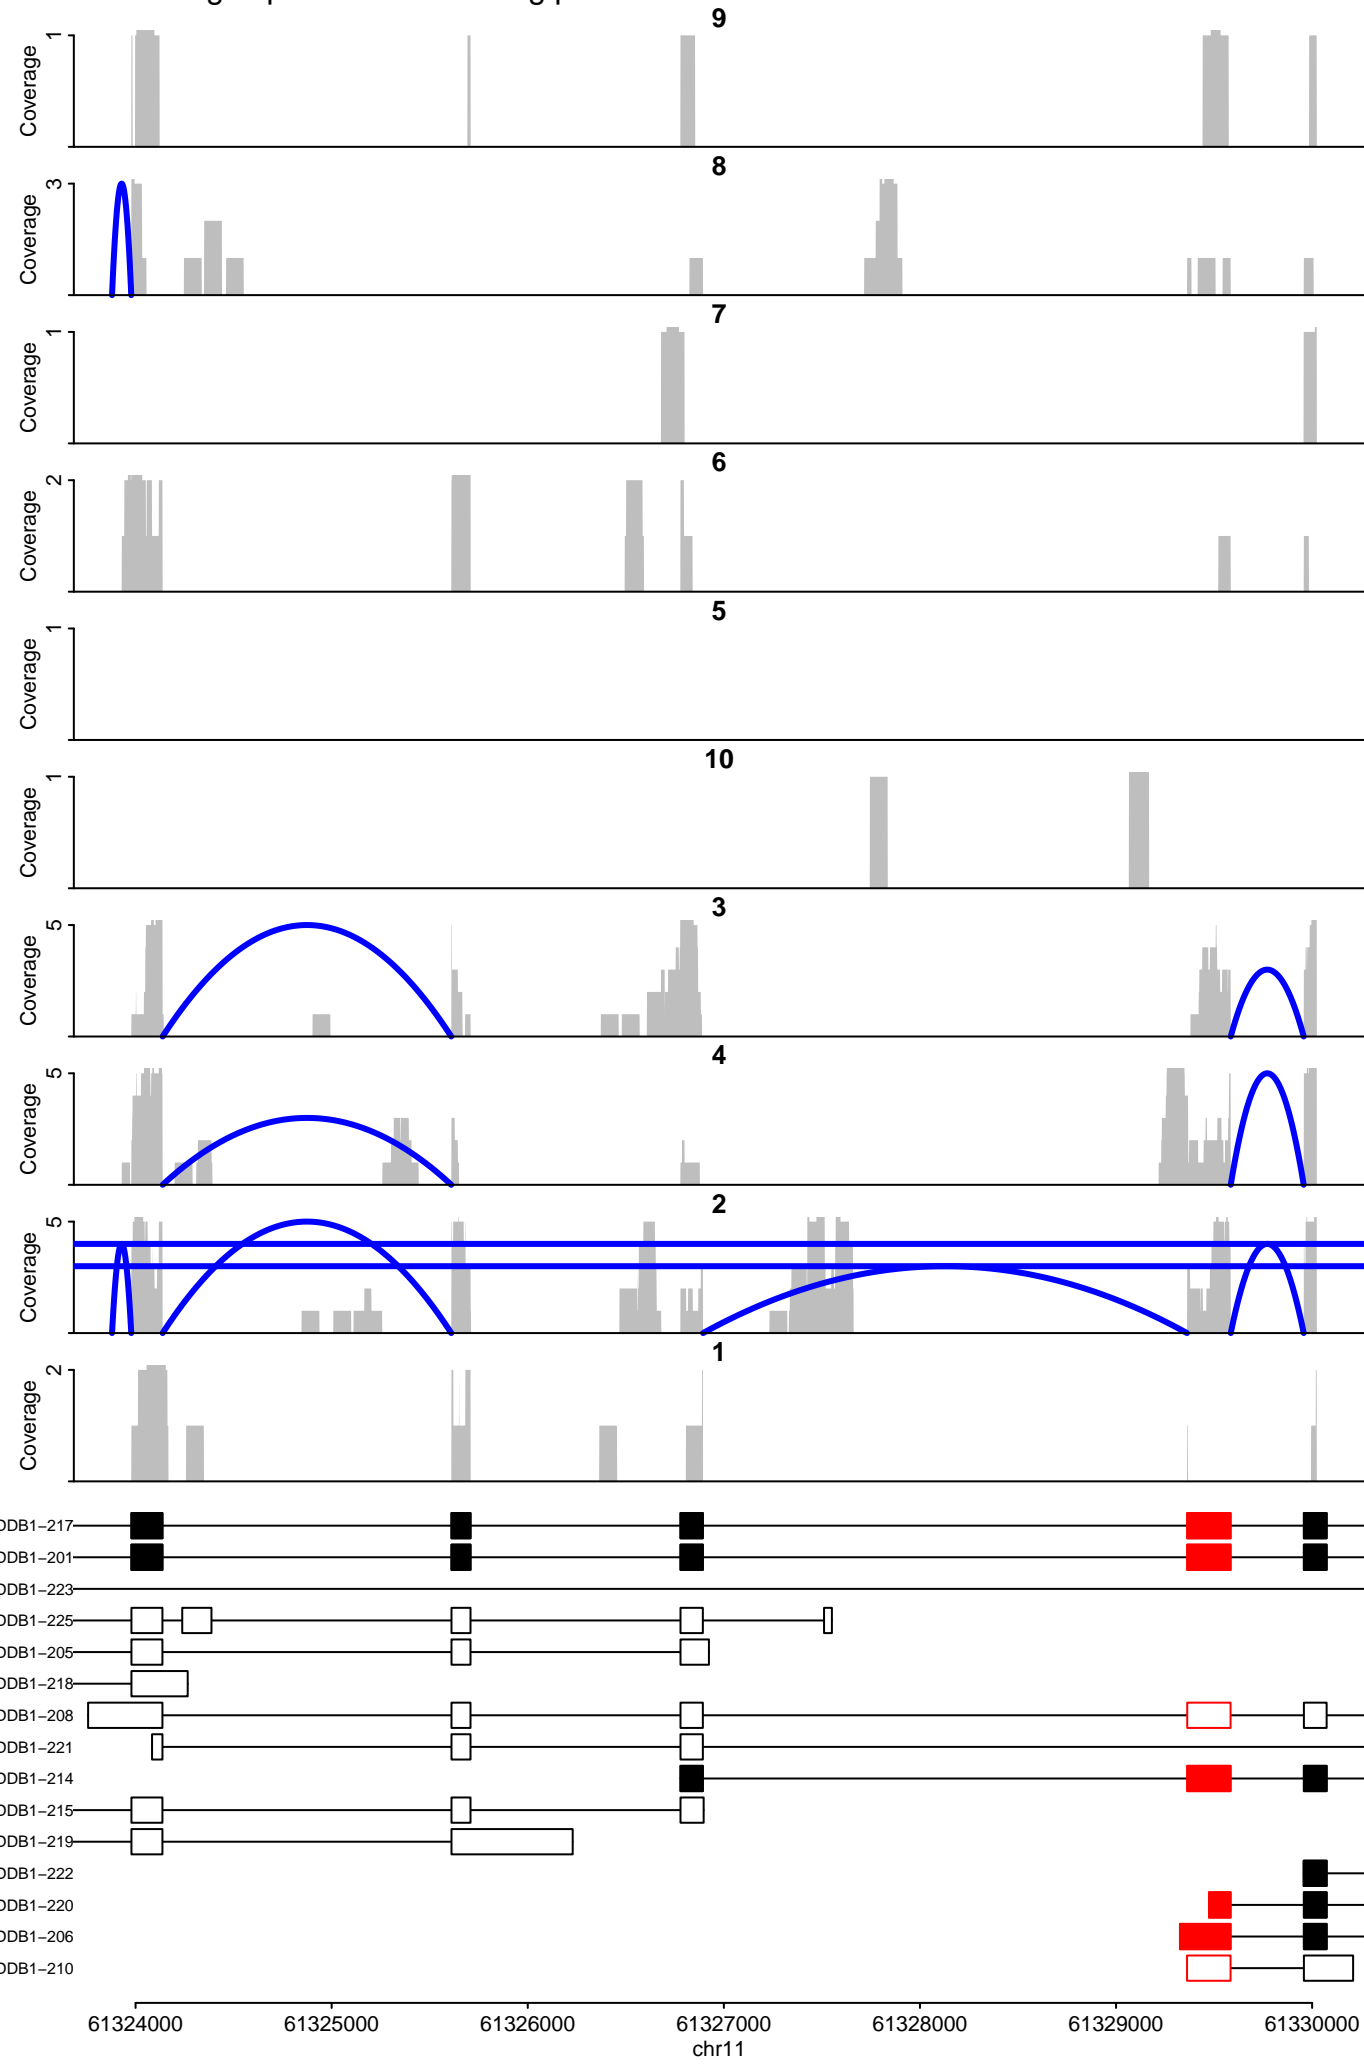 9
Coverage 1
8
Coverage 3
7
Coverage 1
6
Coverage 2
5
Coverage 1
10
Coverage 1
3
Coverage 5
4
Coverage 5
2
Coverage 5
1
Coverage 2
DDB1−217
DDB1−201
DDB1−223
DDB1−225
DDB1−205
DDB1−218
DDB1−208
DDB1−221
DDB1−214
DDB1−215
DDB1−219
DDB1−222
DDB1−220
DDB1−206
DDB1−210
61324000 61325000 61326000 61327000 61328000 61329000 61330000
chr11